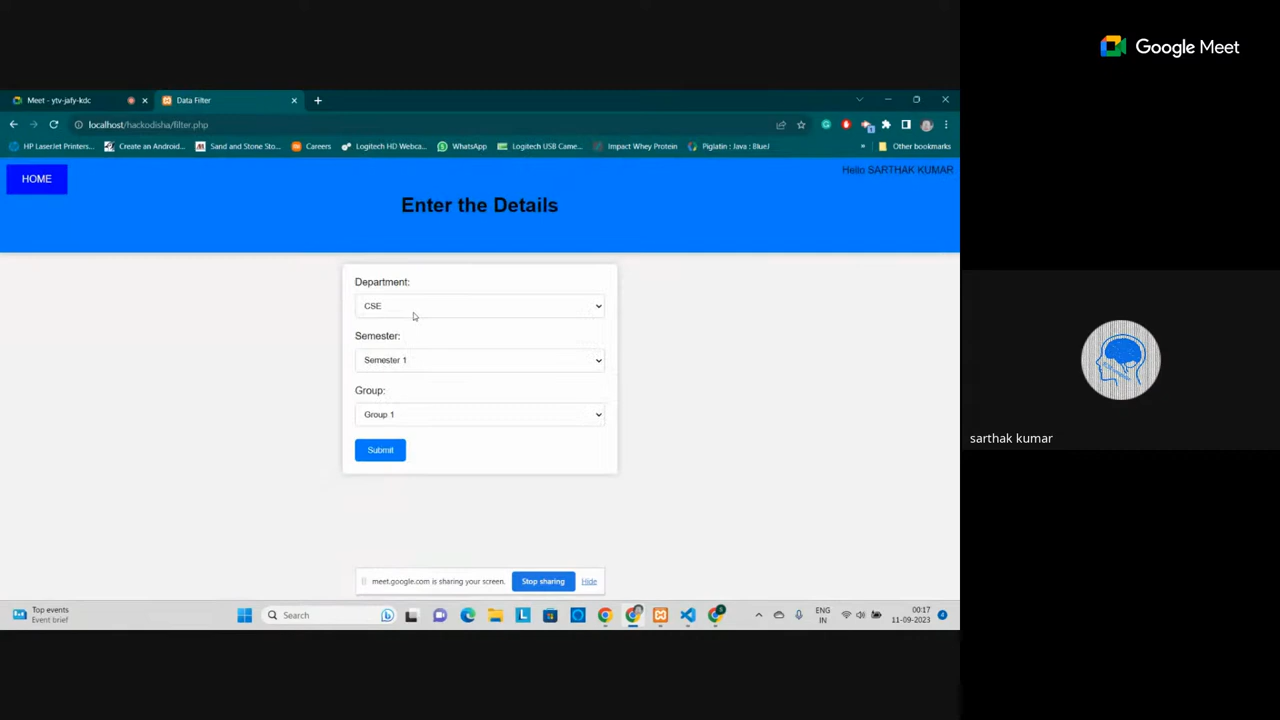 Google Meet
Meet - ytv-jafy-kdc
Data Filter
localhost/hackodisha/filter.php
HP LaserJet Printers...
Create an Android...
Sand and Stone Sto...
Careers
Logitech HD Webca...
WhatsApp
Logitech USB Came...
Impact Whey Protein
Piglatin : Java : BlueJ
»
Other bookmarks
HOME
Hello SARTHAK KUMAR
Enter the Details
Department:
CSE
Semester:
Semester 1
Group:
Group 1
Submit
sarthak kumar
meet.google.com is sharing your screen.
Stop sharing
Hide
Top events
Event brief
Search
ENG
IN
00:17
11-09-2023